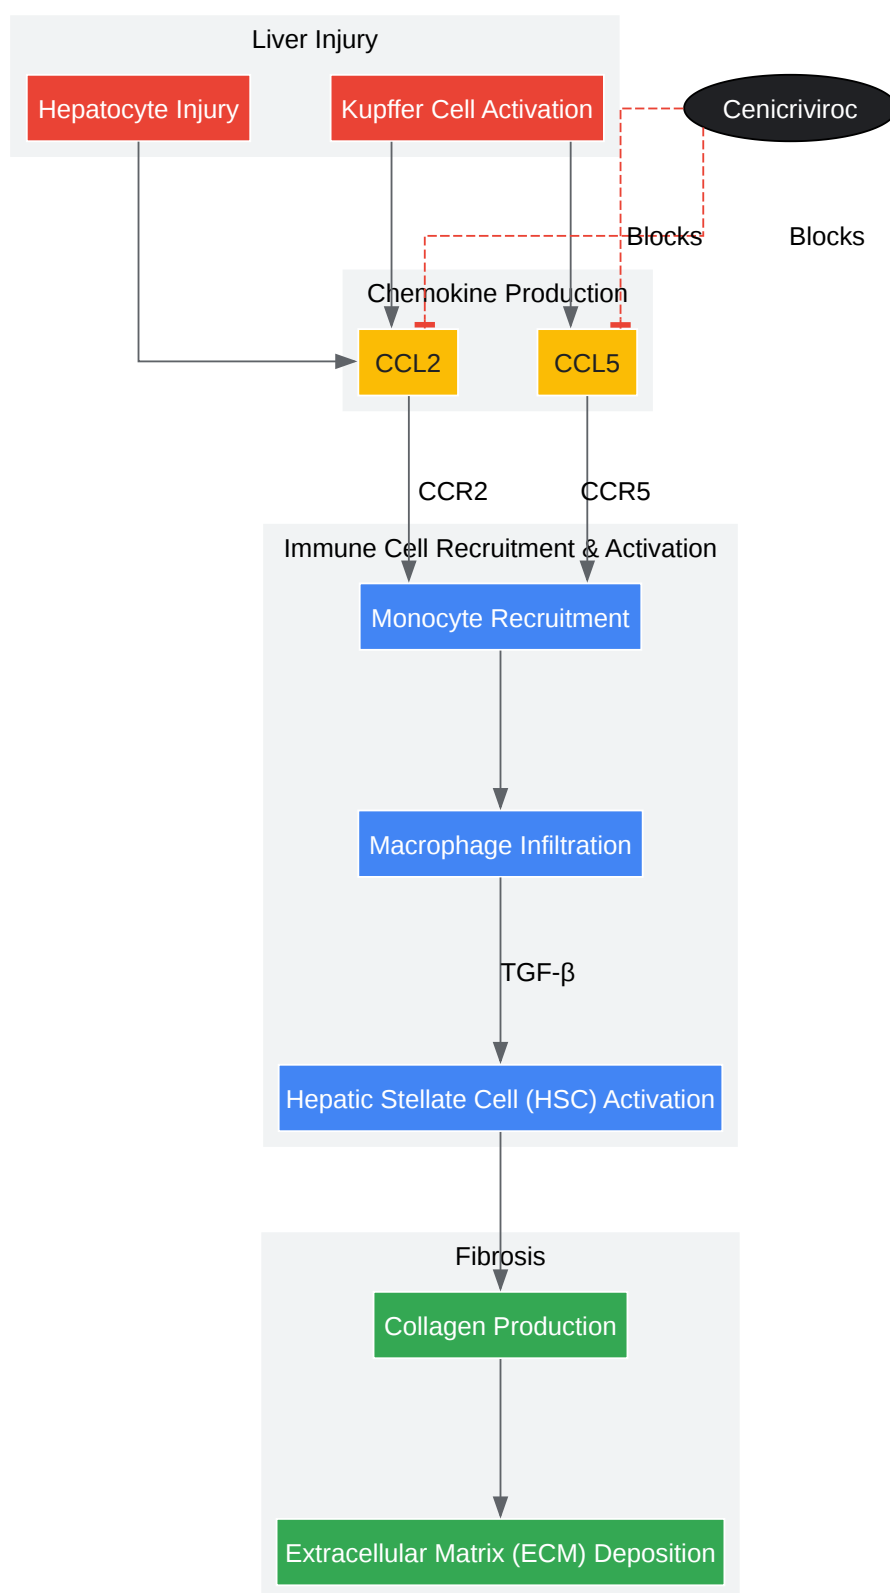 Liver Injury
Hepatocyte Injury
Kupffer Cell Activation
Cenicriviroc
Blocks
Blocks
Chemokine Production
CCL2
CCL5
CCR2
CCR5
Immune Cell Recruitment & Activation
Monocyte Recruitment
Macrophage Infiltration
TGF-β
Hepatic Stellate Cell (HSC) Activation
Fibrosis
Collagen Production
Extracellular Matrix (ECM) Deposition